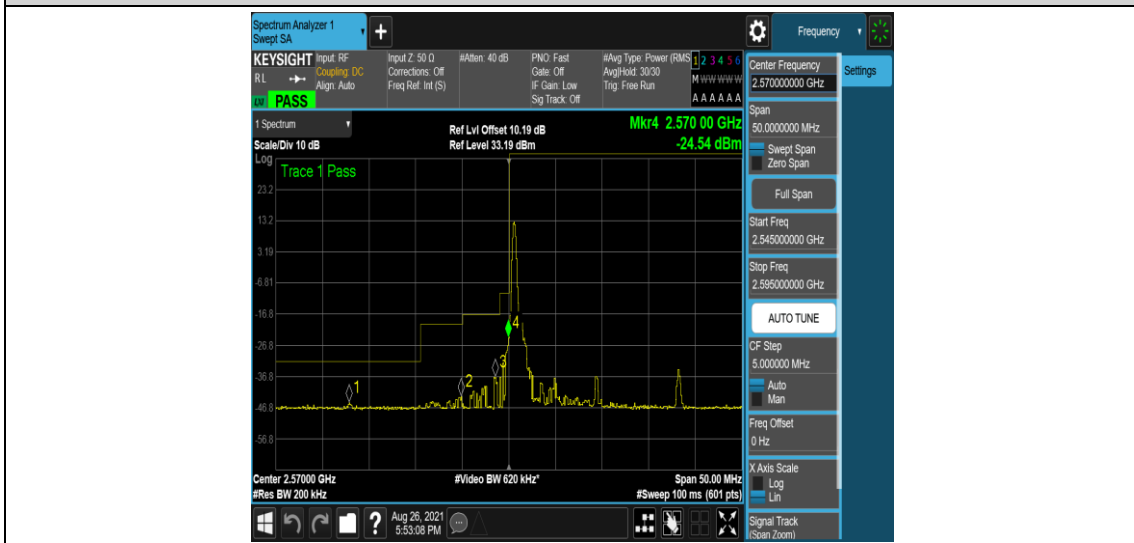 Spectrum Analyzer 1
Swept SA
Frequency
KEYSIGHT
RL
LXI
PASS
Input: RF
Coupling: DC
Align: Auto
Input Z: 50 Ω
Corrections: Off
Freq Ref: Int (S)
#Atten: 40 dB
PNO: Fast
Gate: Off
IF Gain: Low
Sig Track: Off
#Avg Type: Power (RMS
Avg|Hold: 30/30
Trig: Free Run
1 2 3 4 5 6
M W W W W W
A A A A A A
1 Spectrum
Scale/Div 10 dB
Ref Lvl Offset 10.19 dB
Ref Level 33.19 dBm
Mkr4 2.570 00 GHz
-24.54 dBm
Log
Trace 1 Pass
23.2
13.2
3.19
-6.81
-16.8
-26.8
-36.8
-46.8
-56.8
1
2
3
4
Center 2.57000 GHz
#Res BW 200 kHz
#Video BW 620 kHz*
Span 50.00 MHz
#Sweep 100 ms (601 pts)
Aug 26, 2021
5:53:08 PM
Center Frequency
2.570000000 GHz
Settings
Span
50.0000000 MHz
Swept Span
Zero Span
Full Span
Start Freq
2.545000000 GHz
Stop Freq
2.595000000 GHz
AUTO TUNE
CF Step
5.000000 MHz
Auto
Man
Freq Offset
0 Hz
X Axis Scale
Log
Lin
Signal Track
(Span Zoom)